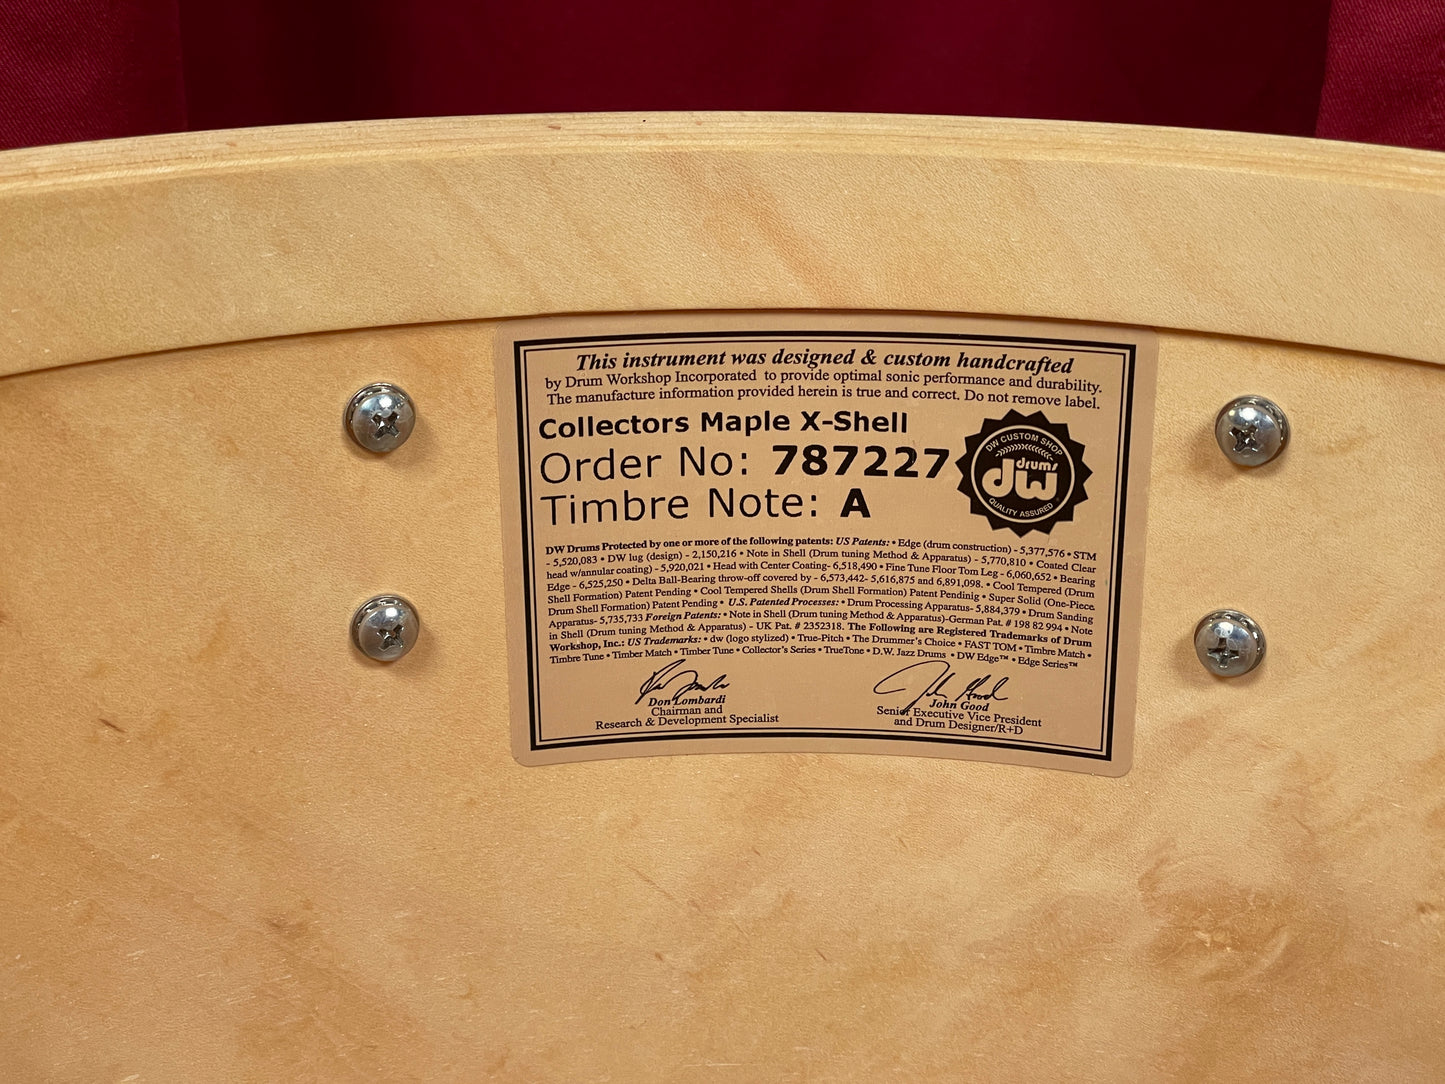 This instrument was designed & custom handcrafted
by Drum Workshop Incorporated to provide optimal sonic performance and durability.
The manufacture information provided herein is true and correct. Do not remove label.
Collectors Maple X-Shell
Order No: 787227
Timbre Note: A
DW CUSTOM SHOP
drums
dw
QUALITY ASSURED
DW Drums Protected by one or more of the following patents: US Patents: • Edge (drum construction) - 5,377,576 • STM
- 5,520,083 • DW lug (design) - 2,150,216 • Note in Shell (Drum tuning Method & Apparatus) - 5,770,810 • Coated Clear
head w/annular coating) - 5,920,021 • Head with Center Coating- 6,518,490 • Fine Tune Floor Tom Leg - 6,060,652 • Bearing
Edge - 6,525,250 • Delta Ball-Bearing throw-off covered by - 6,573,442- 5,616,875 and 6,891,098. • Cool Tempered (Drum
Shell Formation) Patent Pending • Cool Tempered Shells (Drum Shell Formation) Patent Pendinig • Super Solid (One-Piece
Drum Shell Formation) Patent Pending • U.S. Patented Processes: • Drum Processing Apparatus- 5,884,379 • Drum Sanding
Apparatus- 5,735,733 Foreign Patents: • Note in Shell (Drum tuning Method & Apparatus)-German Pat. # 198 82 994 • Note
in Shell (Drum tuning Method & Apparatus) - UK Pat. # 2352318. The Following are Registered Trademarks of Drum
Workshop, Inc.: US Trademarks: • dw (logo stylized) • True-Pitch • The Drummer's Choice • FAST TOM • Timbre Match •
Timbre Tune • Timber Match • Timber Tune • Collector's Series • TrueTone • D.W. Jazz Drums • DW Edge™ • Edge Series™
Don Lombardi
Chairman and
Research & Development Specialist
John Good
John Good
Senior Executive Vice President
and Drum Designer/R+D